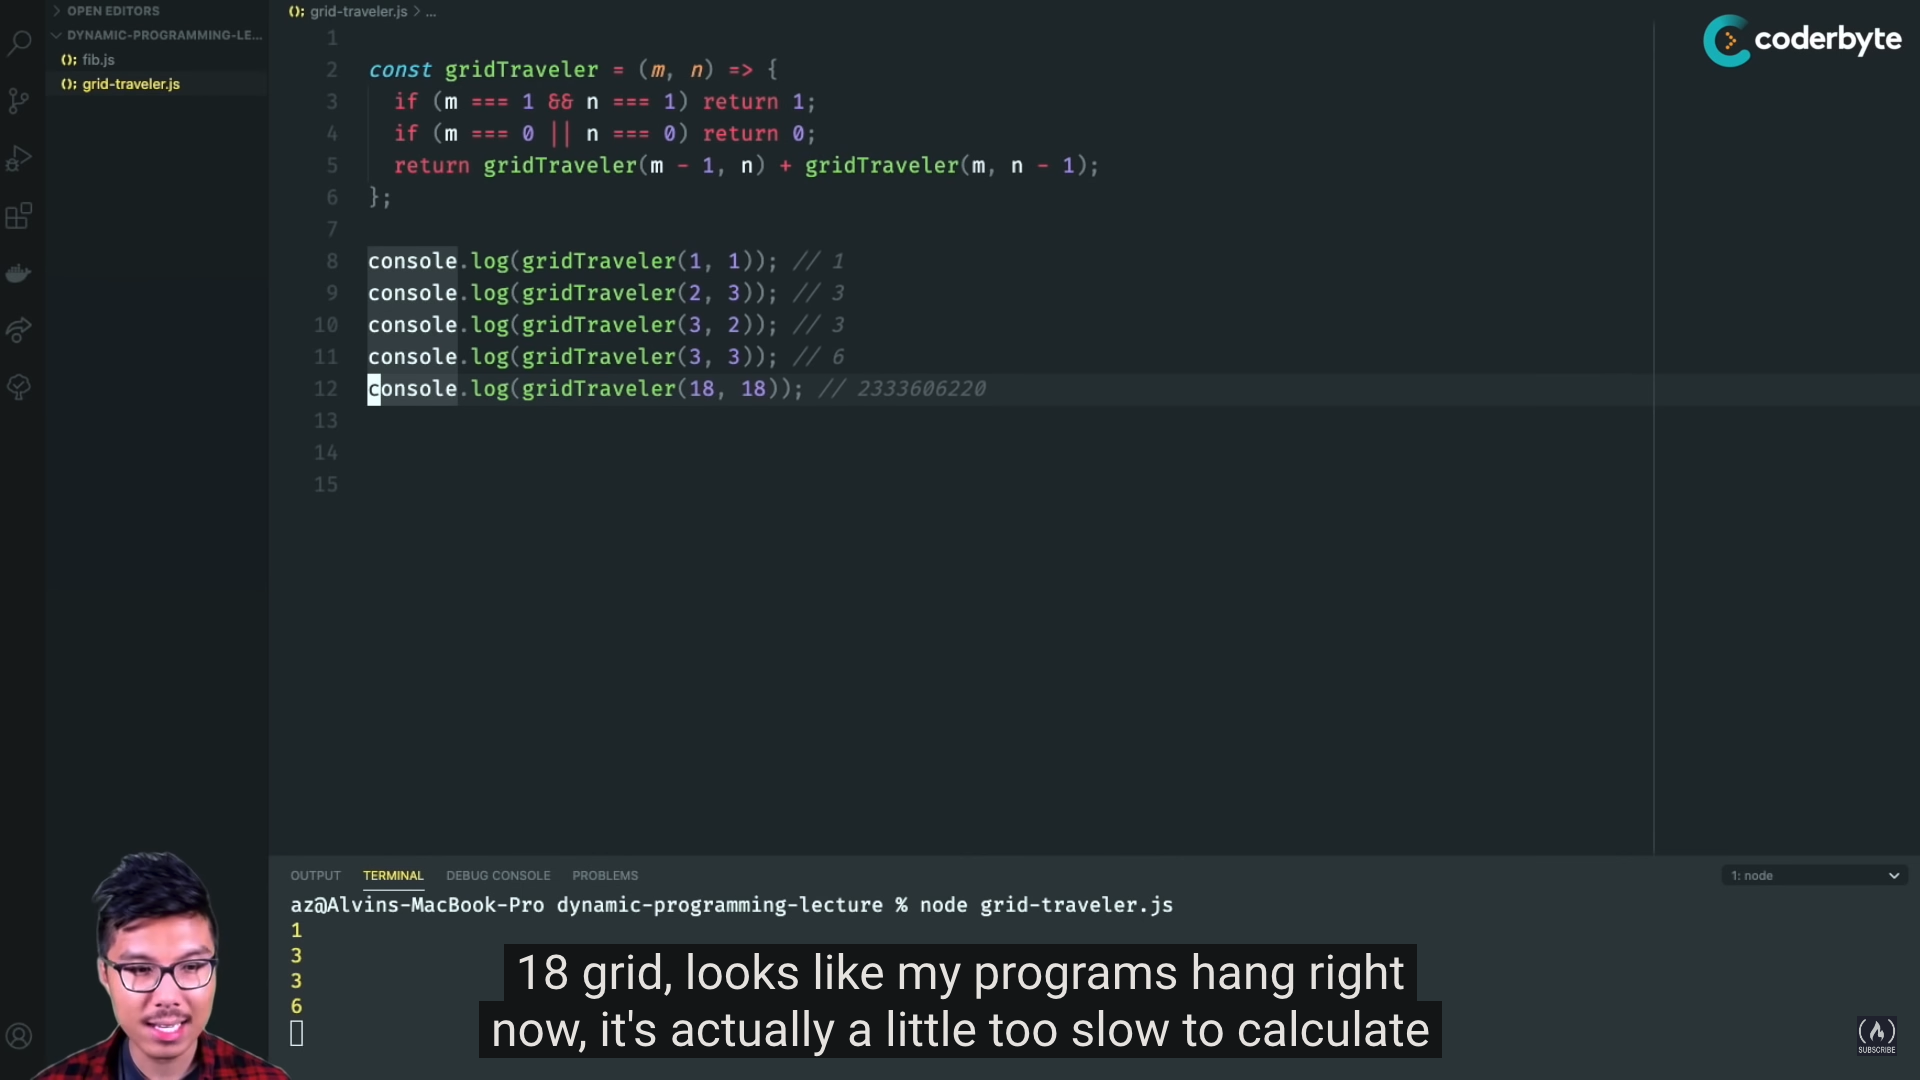 OPEN EDITORS
DYNAMIC-PROGRAMMING-LE...
(); fib.js
(); grid-traveler.js
(); grid-traveler.js > ...
coderbyte
1
2 const gridTraveler = (m, n) => {
3 if (m === 1 && n === 1) return 1;
4 if (m === 0 || n === 0) return 0;
5 return gridTraveler(m - 1, n) + gridTraveler(m, n - 1);
6 };
7
8 console.log(gridTraveler(1, 1)); // 1
9 console.log(gridTraveler(2, 3)); // 3
10 console.log(gridTraveler(3, 2)); // 3
11 console.log(gridTraveler(3, 3)); // 6
12 console.log(gridTraveler(18, 18)); // 2333606220
13
14
15
OUTPUT TERMINAL DEBUG CONSOLE PROBLEMS 1: node
az@Alvins-MacBook-Pro dynamic-programming-lecture % node grid-traveler.js
1
3
3
6
18 grid, looks like my programs hang right
now, it's actually a little too slow to calculate
SUBSCRIBE